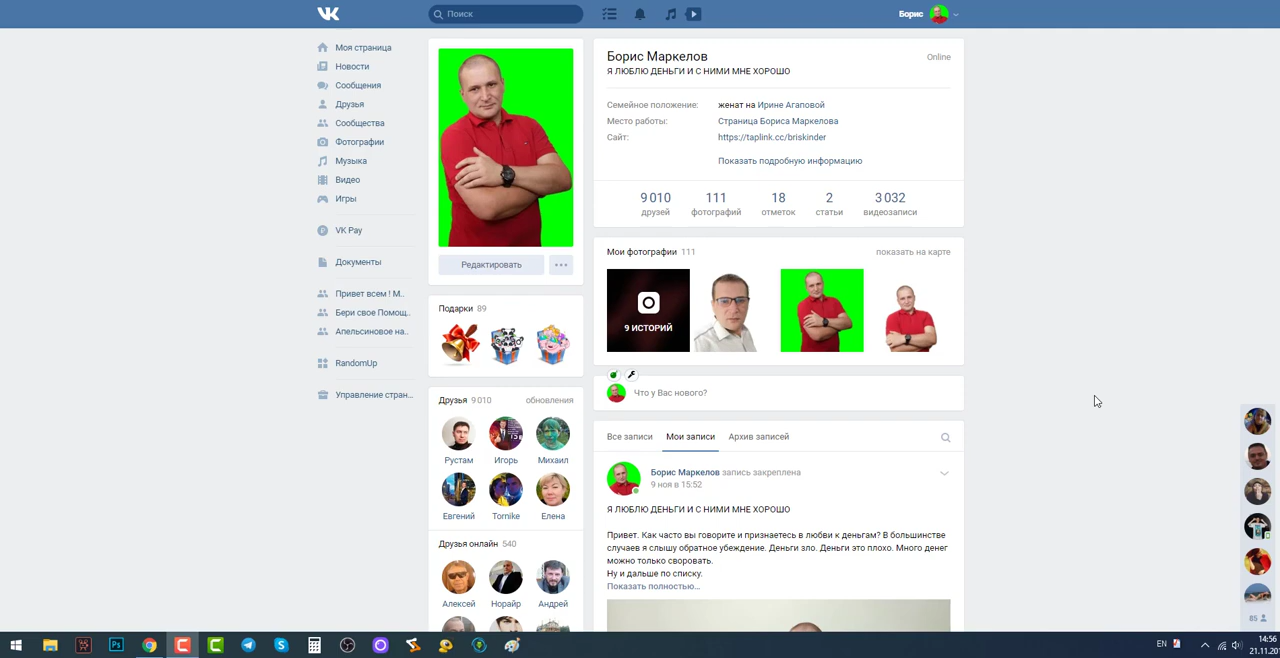 Поиск
Борис
Моя страница
Новости
Сообщения
Друзья
Сообщества
Фотографии
Музыка
Видео
Игры
VK Pay
Документы
Привет всем ! М..
Бери свое Помощ..
Апельсиновое на..
RandomUp
Управление стран...
Редактировать
Подарки 89
Друзья 9 010 обновления
Рустам Игорь Михаил
Евгений Tornike Елена
Друзья онлайн 540
Алексей Норайр Андрей
Борис Маркелов Online
Я ЛЮБЛЮ ДЕНЬГИ И С НИМИ МНЕ ХОРОШО
Семейное положение: женат на Ирине Агаповой
Место работы: Страница Бориса Маркелова
Сайт: https://taplink.cc/briskinder
Показать подробную информацию
9 010 111 18 2 3 032
друзей фотографий отметок статьи видеозаписи
Мои фотографии 111 показать на карте
9 ИСТОРИЙ
Что у Вас нового?
Все записи Мои записи Архив записей
Борис Маркелов запись закреплена
9 ноя в 15:52
Я ЛЮБЛЮ ДЕНЬГИ И С НИМИ МНЕ ХОРОШО
Привет. Как часто вы говорите и признаетесь в любви к деньгам? В большинстве
случаев я слышу обратное убеждение. Деньги зло. Деньги это плохо. Много денег
можно только своровать.
Ну и дальше по списку.
Показать полностью…
85
EN
14:56
21.11.20